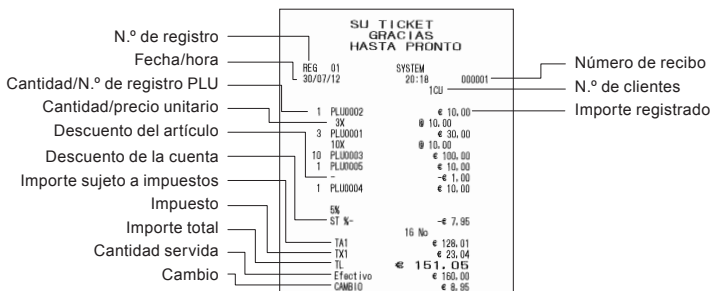 SU TICKET
GRACIAS
HASTA PRONTO
N.º de registro
Fecha/hora
Cantidad/N.º de registro PLU
Cantidad/precio unitario
Descuento del artículo
Descuento de la cuenta
Importe sujeto a impuestos
Impuesto
Importe total
Cantidad servida
Cambio
REG 01 SYSTEM
30/07/12 20:18 000001
1CU
1 PLU0002 € 10,00
3X @ 10,00
3 PLU0001 € 30,00
10X @ 10,00
10 PLU0003 € 100,00
1 PLU0005 € 10,00
- -€ 1,00
1 PLU0004 € 10,00
5%
ST %- -€ 7,95
16 No
TA1 € 128,01
TX1 € 23,04
TL € 151.05
Efectivo € 160,00
CAMBIO € 8,95
Número de recibo
N.º de clientes
Importe registrado